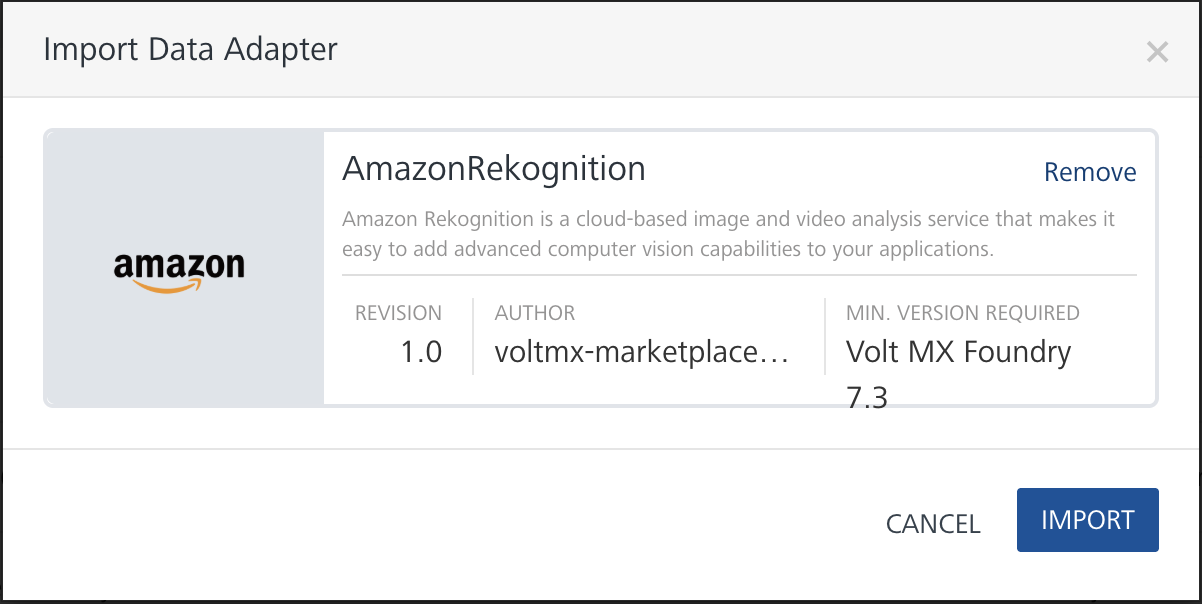 Import Data Adapter
amazon
AmazonRekognition
Remove
Amazon Rekognition is a cloud-based image and video analysis service that makes it
easy to add advanced computer vision capabilities to your applications.
REVISION
1.0
AUTHOR
voltmx-marketplace...
MIN. VERSION REQUIRED
Volt MX Foundry
7.3
CANCEL
IMPORT